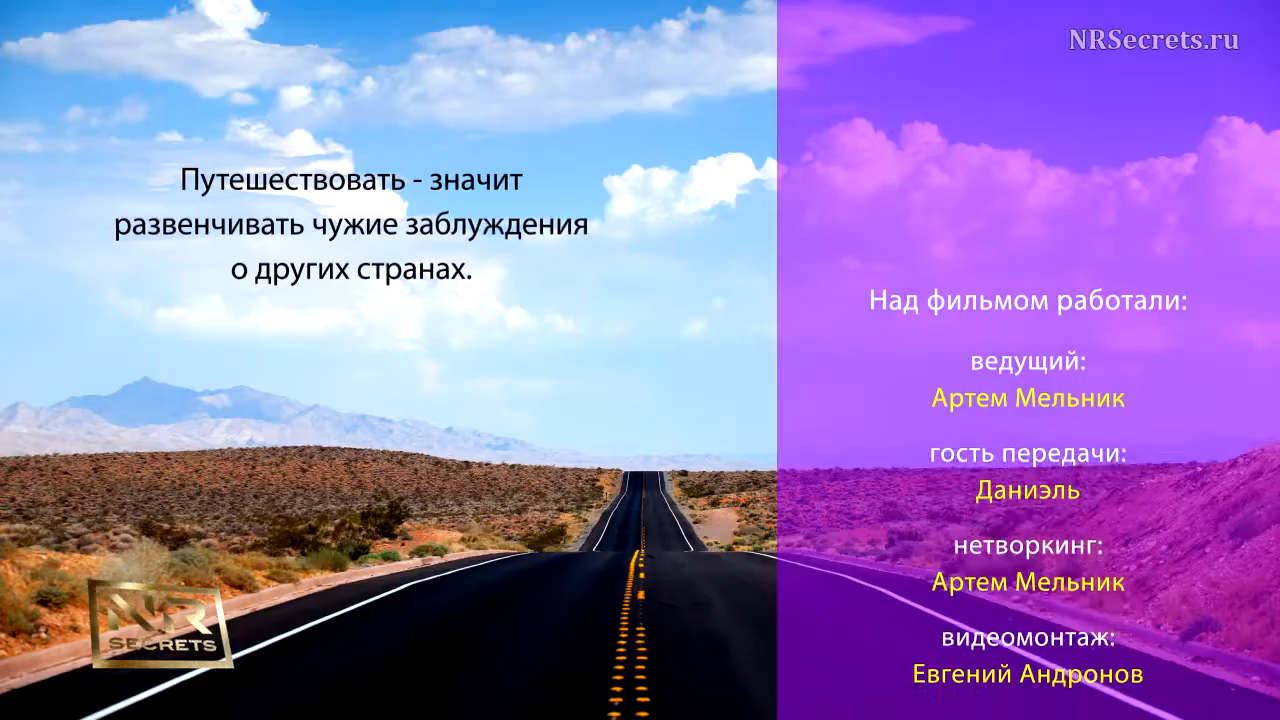 NRSecrets.ru
Путешествовать - значит
развенчивать чужие заблуждения
о других странах.
Над фильмом работали:
ведущий:
Артем Мельник
гость передачи:
Даниэль
нетворкинг:
Артем Мельник
видеомонтаж:
Евгений Андронов
NR
SECRETS